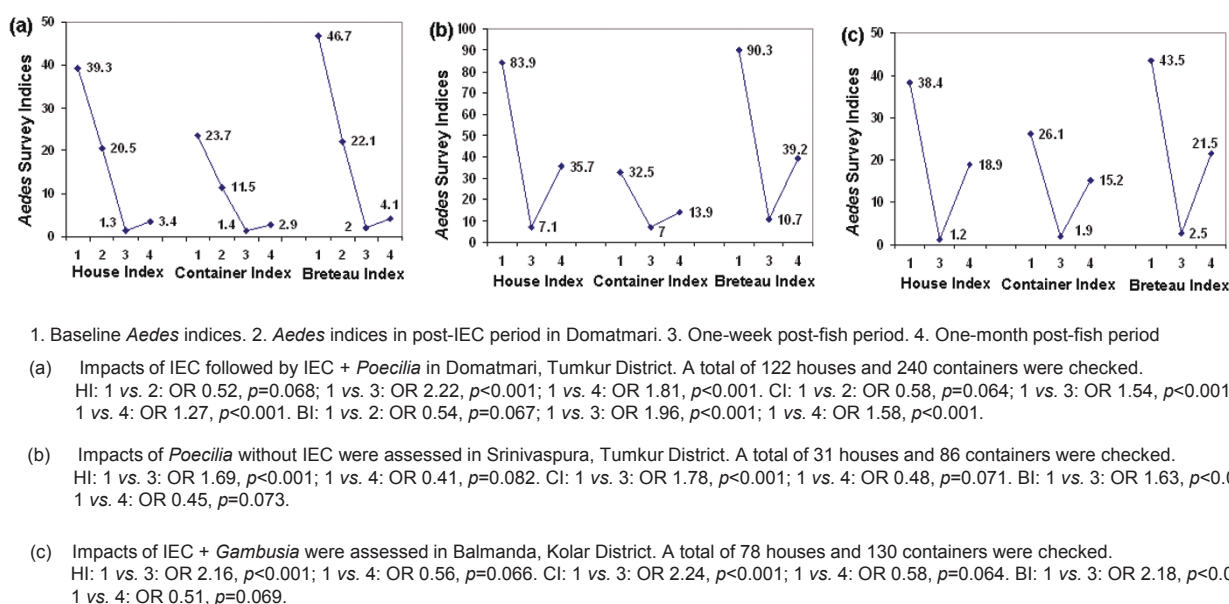 (a)
50
40
30
20
10
0
Aedes Survey Indices
39.3
20.5
1.3
3.4
23.7
11.5
1.4
2.9
46.7
22.1
2
4.1
1 2 3 4 1 2 3 4 1 2 3 4
House Index Container Index Breteau Index
(b)
100
90
80
70
60
50
40
30
20
10
0
Aedes Survey Indices
83.9
7.1
35.7
32.5
7
13.9
90.3
10.7
39.2
1 3 4 1 3 4 1 3 4
House Index Container Index Breteau Index
(c)
50
40
30
20
10
0
Aedes Survey Indices
38.4
1.2
18.9
26.1
1.9
15.2
43.5
2.5
21.5
1 3 4 1 3 4 1 3 4
House Index Container Index Breteau Index
1. Baseline Aedes indices. 2. Aedes indices in post-IEC period in Domatmari. 3. One-week post-fish period. 4. One-month post-fish period
(a) Impacts of IEC followed by IEC + Poecilia in Domatmari, Tumkur District. A total of 122 houses and 240 containers were checked.
HI: 1 vs. 2: OR 0.52, p=0.068; 1 vs. 3: OR 2.22, p<0.001; 1 vs. 4: OR 1.81, p<0.001. CI: 1 vs. 2: OR 0.58, p=0.064; 1 vs. 3: OR 1.54, p<0.001
1 vs. 4: OR 1.27, p<0.001. BI: 1 vs. 2: OR 0.54, p=0.067; 1 vs. 3: OR 1.96, p<0.001; 1 vs. 4: OR 1.58, p<0.001.
(b) Impacts of Poecilia without IEC were assessed in Srinivaspura, Tumkur District. A total of 31 houses and 86 containers were checked.
HI: 1 vs. 3: OR 1.69, p<0.001; 1 vs. 4: OR 0.41, p=0.082. CI: 1 vs. 3: OR 1.78, p<0.001; 1 vs. 4: OR 0.48, p=0.071. BI: 1 vs. 3: OR 1.63,
1 vs. 4: OR 0.45, p=0.073.
(c) Impacts of IEC + Gambusia were assessed in Balmanda, Kolar District. A total of 78 houses and 130 containers were checked.
HI: 1 vs. 3: OR 2.16, p<0.001; 1 vs. 4: OR 0.56, p=0.066. CI: 1 vs. 3: OR 2.24, p<0.001; 1 vs. 4: OR 0.58, p=0.064. BI: 1 vs. 3: OR 2.18,
1 vs. 4: OR 0.51, p=0.069.